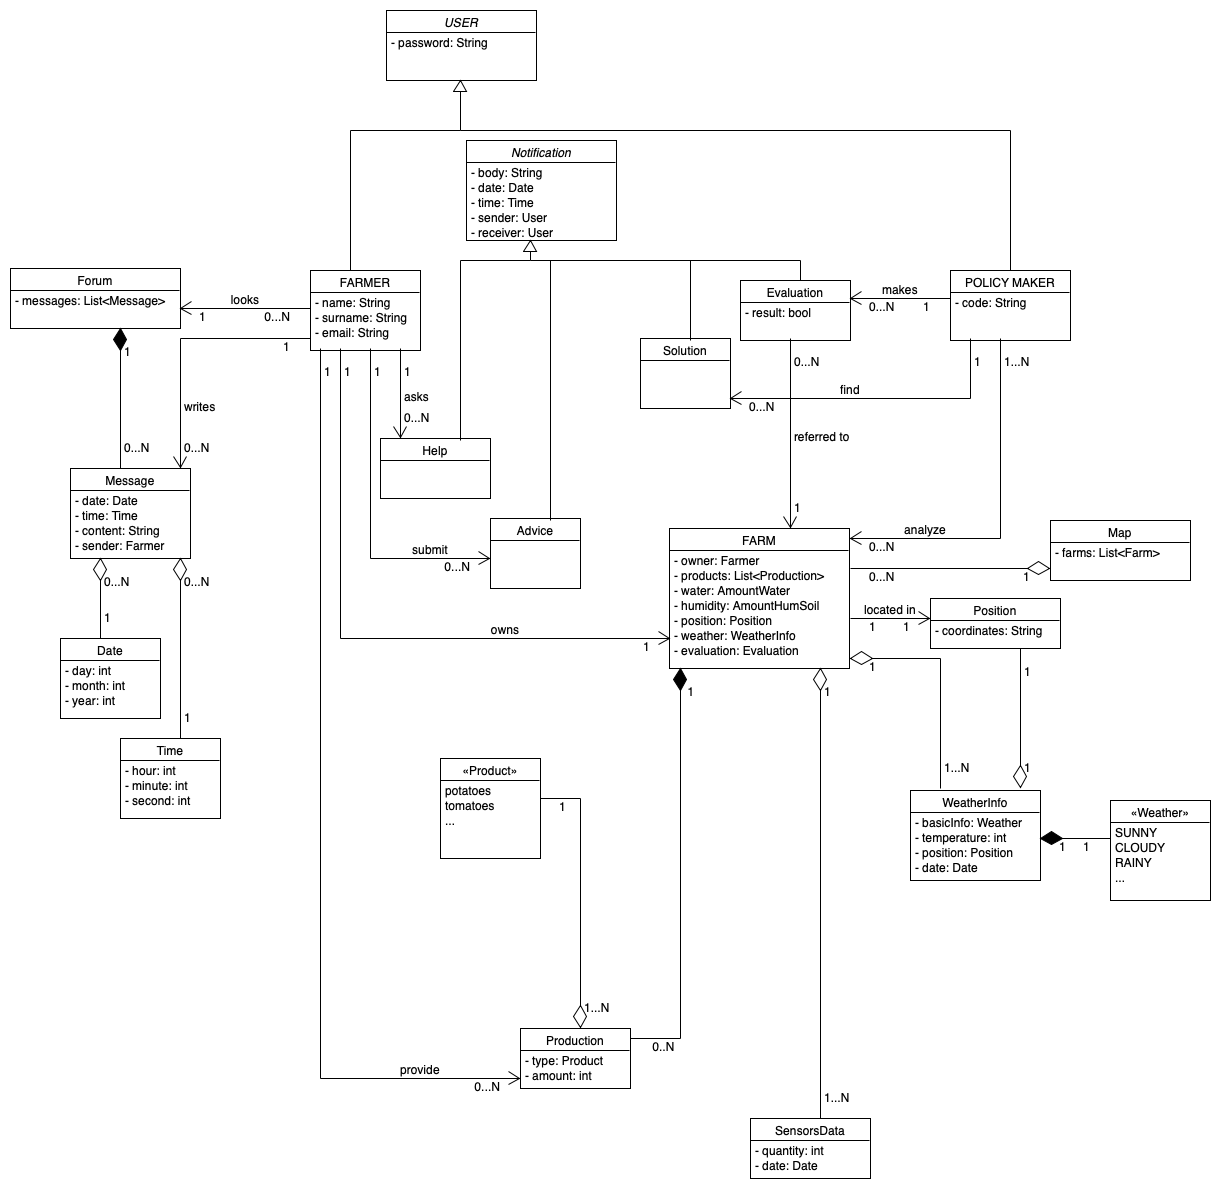 USER
- password: String
Notification
- body: String
- date: Date
- time: Time
- sender: User
- receiver: User
Forum
- messages: List<Message>
looks
1
0...N
FARMER
- name: String
- surname: String
- email: String
Evaluation
- result: bool
makes
0...N
1
POLICY MAKER
- code: String
1
1
writes
0...N
0...N
1
1
1
1
asks
0...N
Solution
0...N
find
0...N
1
1...N
referred to
1
Help
Message
- date: Date
- time: Time
- content: String
- sender: Farmer
0...N
0...N
1
1
Advice
submit
0...N
FARM
- owner: Farmer
- products: List<Production>
- water: AmountWater
- humidity: AmountHumSoil
- position: Position
- weather: WeatherInfo
- evaluation: Evaluation
analyze
0...N
Map
- farms: List<Farm>
0...N
1
located in
1
1
Position
- coordinates: String
owns
1
Date
- day: int
- month: int
- year: int
Time
- hour: int
- minute: int
- second: int
1
1
1
1
1...N
1
«Product»
potatoes
tomatoes
...
1
WeatherInfo
- basicInfo: Weather
- temperature: int
- position: Position
- date: Date
1
1
«Weather»
SUNNY
CLOUDY
RAINY
...
1...N
Production
- type: Product
- amount: int
0..N
provide
0...N
1...N
SensorsData
- quantity: int
- date: Date